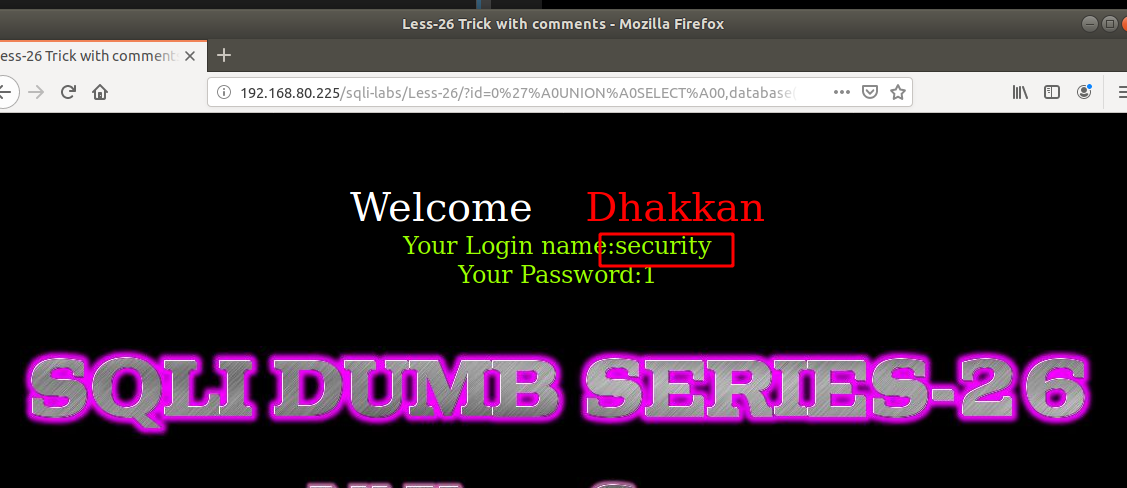 Less-26 Trick with comments - Mozilla Firefox
ess-26 Trick with comment
192.168.80.225/sqli-labs/Less-26/?id=0%27%A0UNION%A0SELECT%A00,database(
Welcome Dhakkan
Your Login name:security
Your Password:1
SQLI DUMB SERIES-26